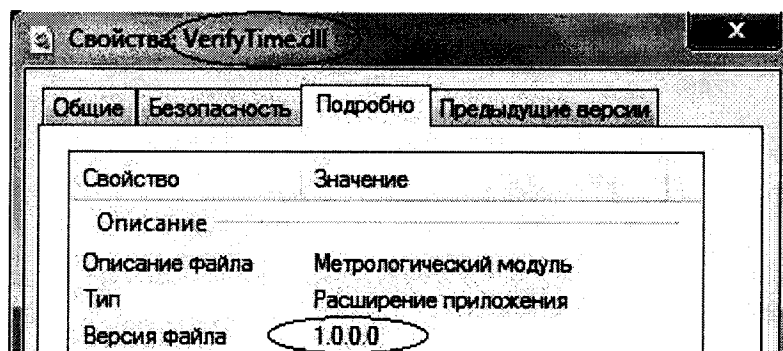 Свойства: VerifyTime.dll
Общие Безопасность Подробно Предыдущие версии
Свойство Значение
Описание
Описание файла Метрологический модуль
Тип Расширение приложения
Версия файла 1.0.0.0